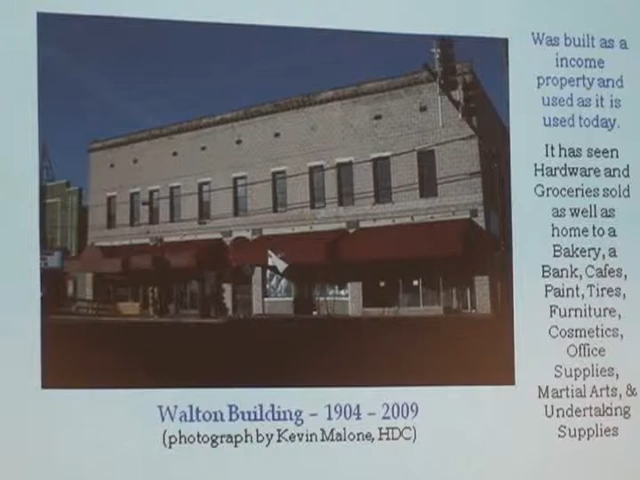 Was built as a
income
property and
used as it is
used today.
It has seen
Hardware and
Groceries sold
as well as
home to a
Bakery, a
Bank, Cafes,
Paint, Tires,
Furniture,
Cosmetics,
Office
Supplies,
Martial Arts, &
Undertaking
Supplies
Walton Building – 1904 – 2009
(photograph by Kevin Malone, HDC)